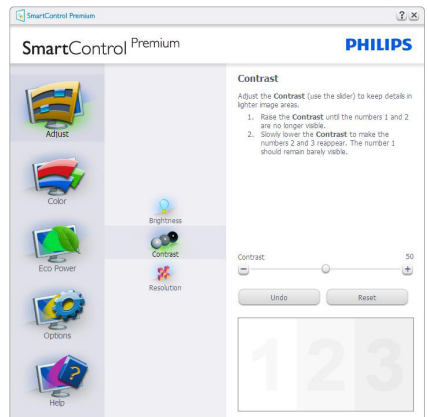 SmartControl Premium
SmartControl Premium
PHILIPS
Adjust
Color
Eco Power
Options
Help
Brightness
Contrast
Resolution
Contrast
Adjust the Contrast (use the slider) to keep details in
lighter image areas.
1. Raise the Contrast until the numbers 1 and 2
are no longer visible.
2. Slowly lower the Contrast to make the
numbers 2 and 3 reappear. The number 1
should remain barely visible.
Contrast 50
Undo Reset
1 2 3